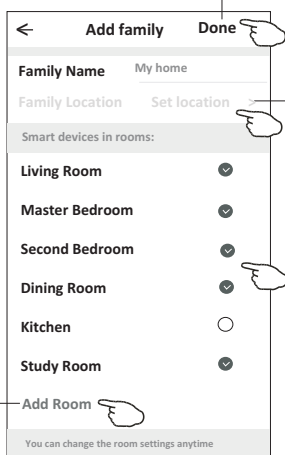 Add family Done
Family Name My home
Family Location Set location >
Smart devices in rooms:
Living Room
Master Bedroom
Second Bedroom
Dining Room
Kitchen
Study Room
Add Room
You can change the room settings anytime